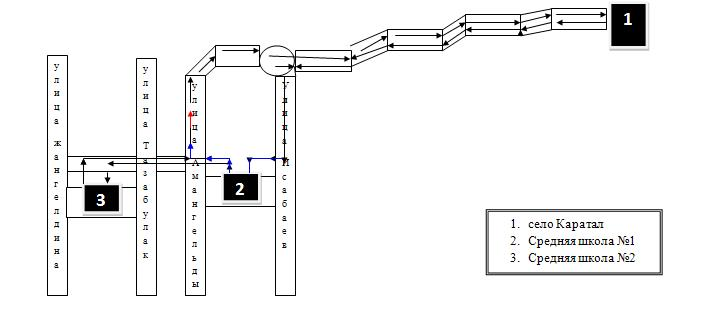 1
улица Жангелдина
улица Тазабулак
улица Амангельды
Улица Исабаев
3
2
1. село Каратал
2. Средняя школа №1
3. Средняя школа №2